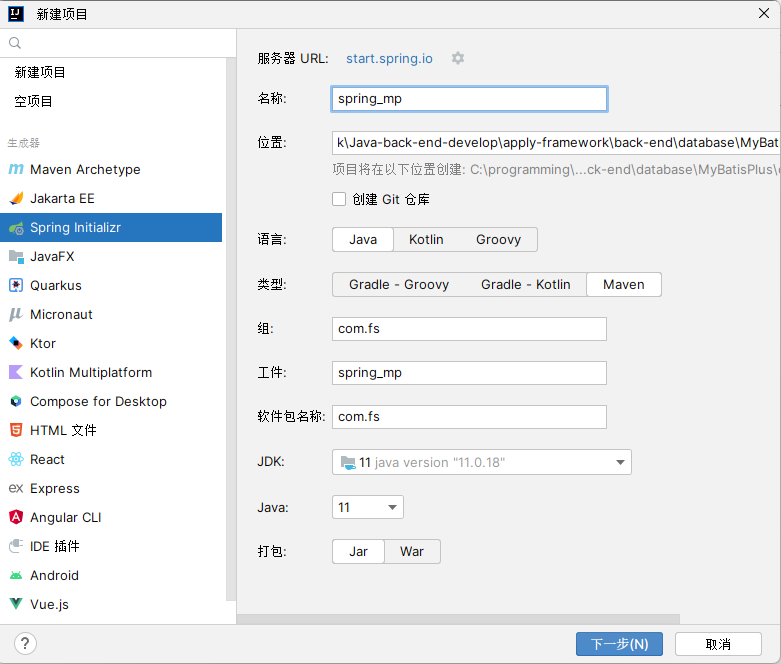 新建项目
新建项目
空项目
生成器
Maven Archetype
Jakarta EE
Spring Initializr
JavaFX
Quarkus
Micronaut
Ktor
Kotlin Multiplatform
Compose for Desktop
HTML 文件
React
Express
Angular CLI
IDE 插件
Android
Vue.js
服务器 URL: start.spring.io
名称: spring_mp
位置: k\Java-back-end-develop\apply-framework\back-end\database\MyBat
项目将在以下位置创建: C:\programming\...ck-end\database\MyBatisPlus\
创建 Git 仓库
语言: Java Kotlin Groovy
类型: Gradle - Groovy Gradle - Kotlin Maven
组: com.fs
工件: spring_mp
软件包名称: com.fs
JDK: 11 java version "11.0.18"
Java: 11
打包: Jar War
? 下一步(N) 取消